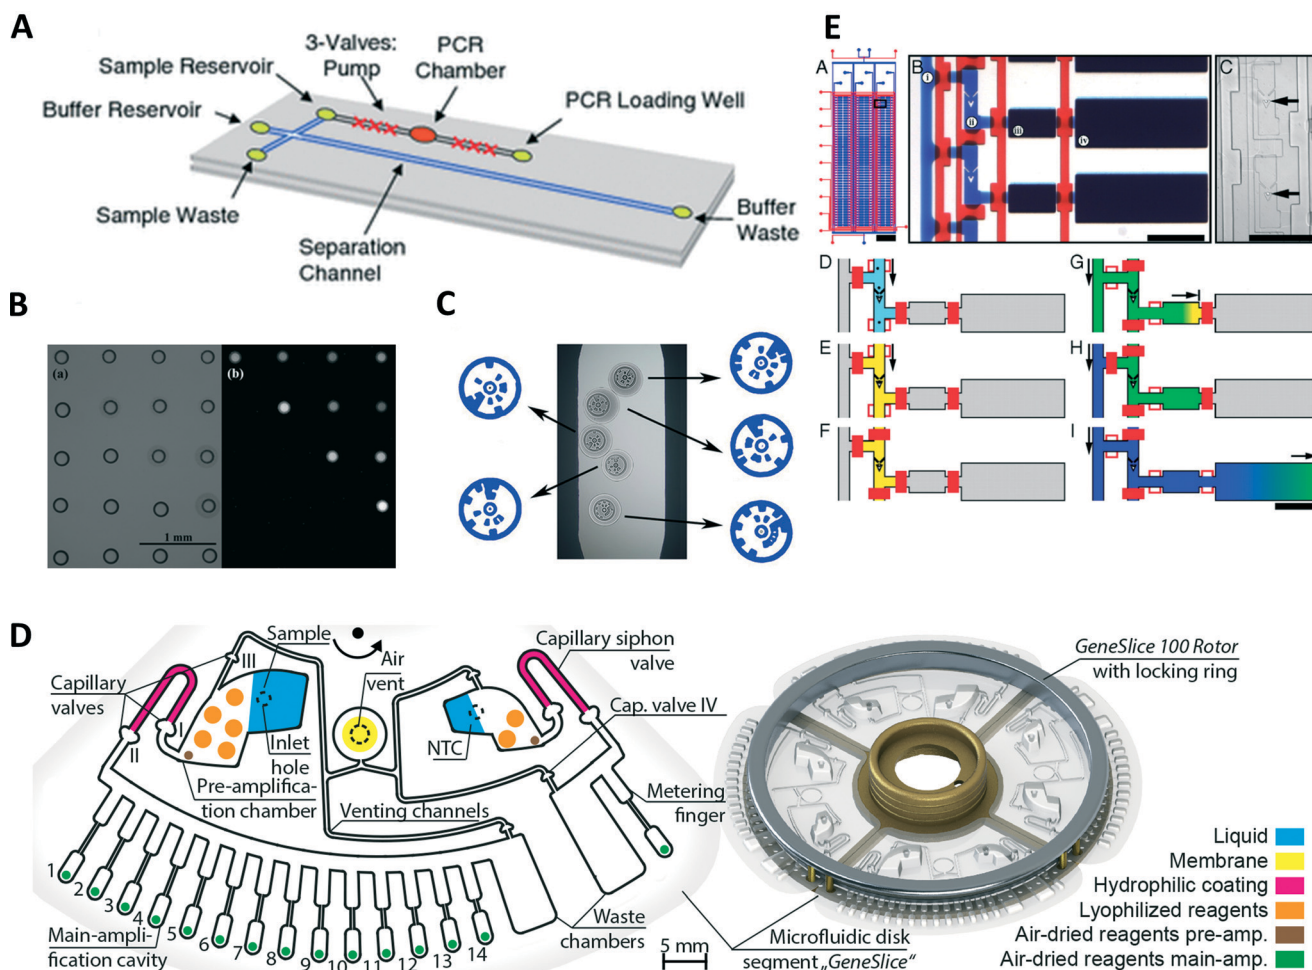 A
3-Valves:
Pump
PCR
Chamber
Sample Reservoir
Buffer Reservoir
PCR Loading Well
Sample Waste
Separation
Channel
Buffer
Waste
B
(a)
(b)
1 mm
C
E
A
B
i
ii
iii
iv
C
D
E
F
G
H
I
D
Sample
Air
vent
III
Capillary
valves
I
II
Inlet
hole
NTC
Capillary siphon
valve
Cap. valve IV
Pre-amplifica-
tion chamber
Venting channels
Metering
finger
1
2
3
4
5
6
7
8
9
10
11
12
13
14
Main-ampli-
fication cavity
Waste
chambers
5 mm
GeneSlice 100 Rotor
with locking ring
Microfluidic disk
segment „GeneSlice“
Liquid
Membrane
Hydrophilic coating
Lyophilized reagents
Air-dried reagents pre-amp.
Air-dried reagents main-amp.